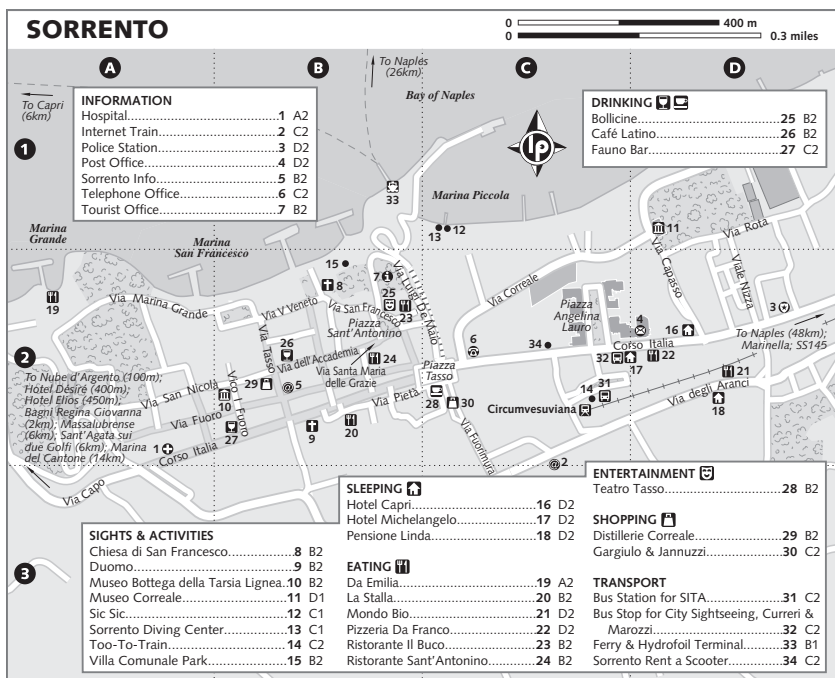 SORRENTO
0 400 m
0 0.3 miles
A
B
C
D
To Naples
(26km)
To Capri
(6km)
Bay of Naples
INFORMATION
Hospital.....1 A2
Internet Train.....2 C2
Police Station.....3 D2
Post Office.....4 D2
Sorrento Info.....5 B2
Telephone Office.....6 C2
Tourist Office.....7 B2
lp
DRINKING
Bollicine.....25 B2
Café Latino.....26 B2
Fauno Bar.....27 C2
1
33
Marina Piccola
13
12
11
Marina
Grande
Marina
San Francesco
Via Rota
Via Capasso
Viale Nizza
15
8
7
25
23
Via Luigi De Maio
Via Correale
19
Via Marina Grande
Via V Veneto
Via San Francesco
Piazza
Sant'Antonino
Piazza
Angelina
Lauro
4
16
3
26
Via Tasso
Via dell'Accademia
24
6
34
Corso Italia
To Naples (48km);
Marinella; SS145
2
32
17
22
Via Santa Maria
delle Grazie
Piazza
Tasso
21
To Nube d'Argento (100m);
Hotel Désiré (400m);
Hotel Elios (450m);
Bagni Regina Giovanna
(2km); Massalubrense
(6km); Sant'Agata sui
due Golfi (6km); Marina
del Cantone (14km)
Via San Nicola
29
5
Vico I Fuoro
10
Via Pietà
28
30
14
31
Circumvesuviana
Via degli Aranci
18
Via Fuoro
27
9
20
1
Corso Italia
Via Fuorimura
2
Via Capo
3
SIGHTS & ACTIVITIES
Chiesa di San Francesco.....8 B2
Duomo.....9 B2
Museo Bottega della Tarsia Lignea..10 B2
Museo Correale.....11 D1
Sic Sic.....12 C1
Sorrento Diving Center.....13 C1
Too-To-Train.....14 C2
Villa Comunale Park.....15 B2
SLEEPING
Hotel Capri.....16 D2
Hotel Michelangelo.....17 D2
Pensione Linda.....18 D2
EATING
Da Emilia.....19 A2
La Stalla.....20 B2
Mondo Bio.....21 D2
Pizzeria Da Franco.....22 D2
Ristorante Il Buco.....23 B2
Ristorante Sant'Antonino.....24 B2
ENTERTAINMENT
Teatro Tasso.....28 B2
SHOPPING
Distillerie Correale.....29 B2
Gargiulo & Jannuzzi.....30 C2
TRANSPORT
Bus Station for SITA.....31 C2
Bus Stop for City Sightseeing, Curreri &
Marozzi.....32 C2
Ferry & Hydrofoil Terminal.....33 B1
Sorrento Rent a Scooter.....34 C2